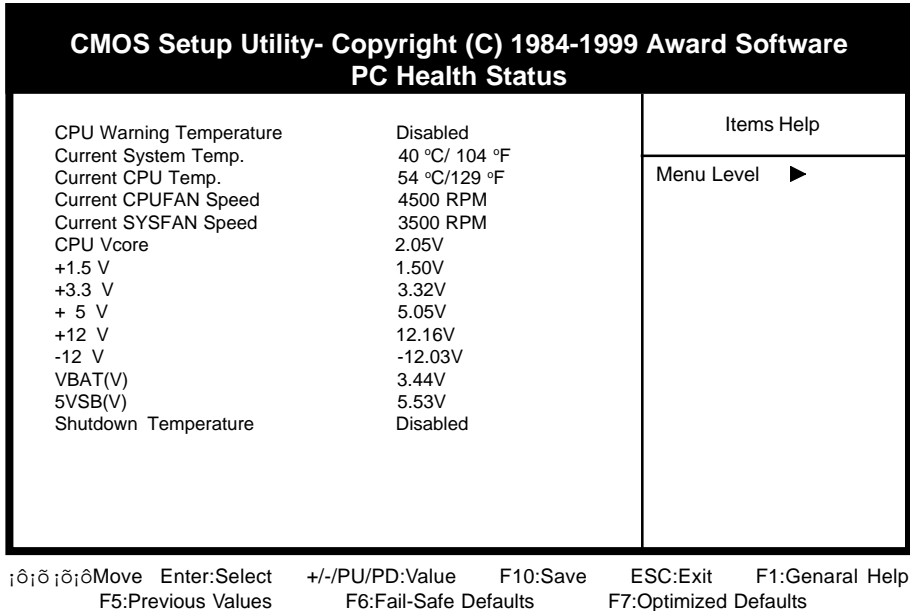 CMOS Setup Utility- Copyright (C) 1984-1999 Award Software
PC Health Status
CPU Warning Temperature Disabled
Current System Temp. 40 °C/ 104 °F
Current CPU Temp. 54 °C/129 °F
Current CPUFAN Speed 4500 RPM
Current SYSFAN Speed 3500 RPM
CPU Vcore 2.05V
+1.5 V 1.50V
+3.3 V 3.32V
+ 5 V 5.05V
+12 V 12.16V
-12 V -12.03V
VBAT(V) 3.44V
5VSB(V) 5.53V
Shutdown Temperature Disabled
Items Help
Menu Level ▶
¡ô¡õ ¡õ¡ôMove Enter:Select +/-/PU/PD:Value F10:Save ESC:Exit F1:Genaral Help
F5:Previous Values F6:Fail-Safe Defaults F7:Optimized Defaults